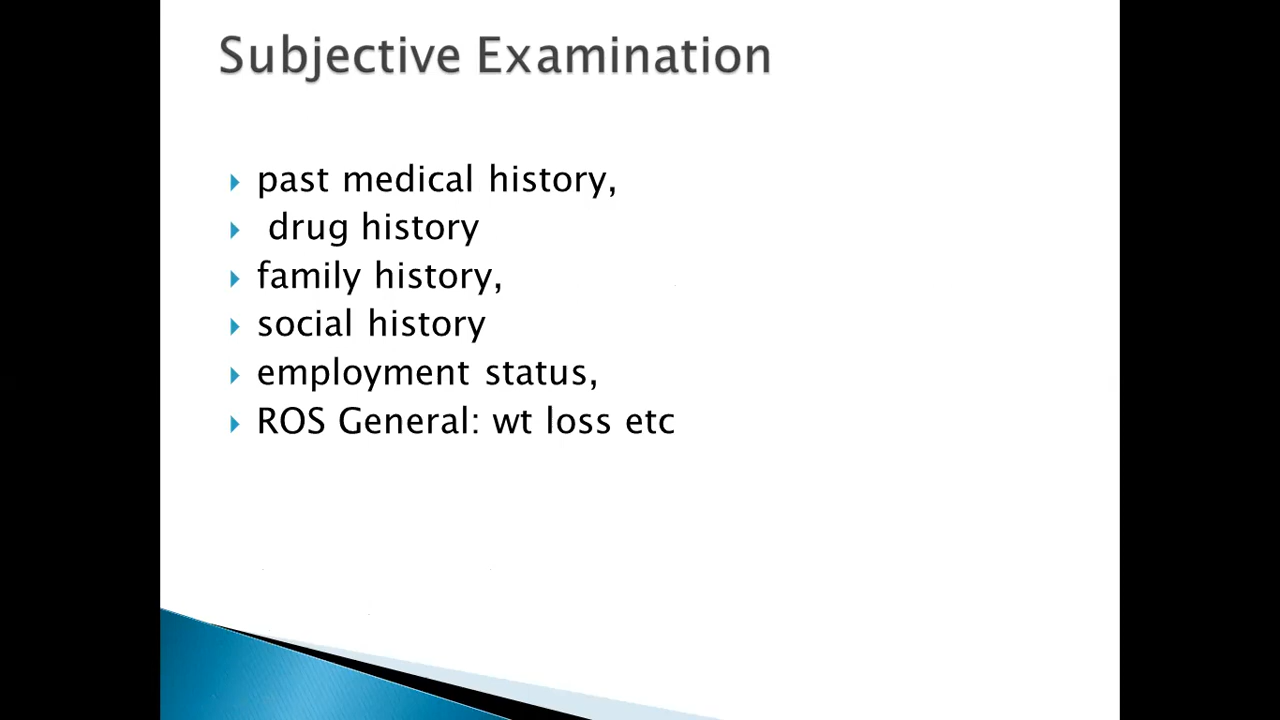 Subjective Examination
past medical history,
drug history
family history,
social history
employment status,
ROS General: wt loss etc